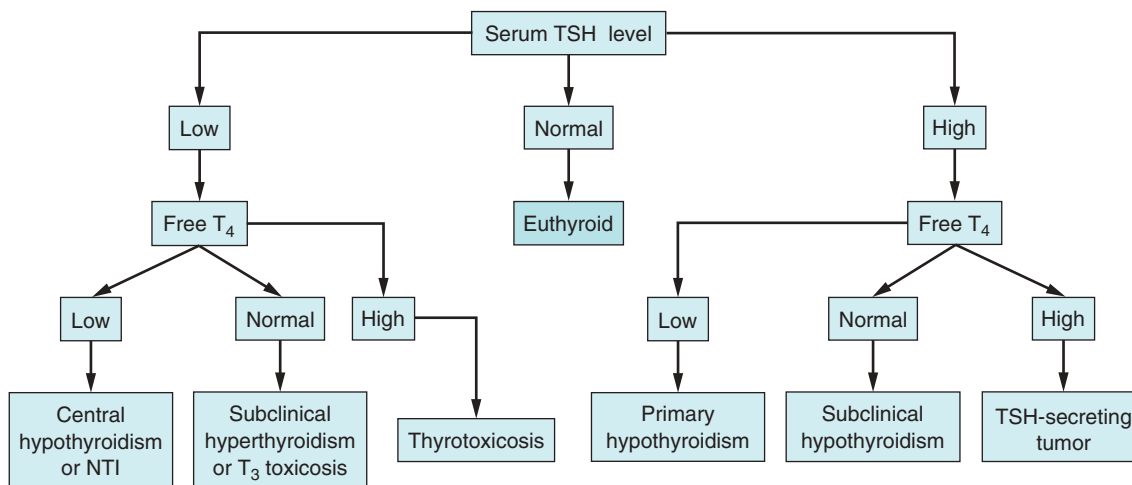 Serum TSH level
Low
Normal
High
Free T4
Euthyroid
Free T4
Low
Normal
High
Low
Normal
High
Central
hypothyroidism
or NTI
Subclinical
hyperthyroidism
or T3 toxicosis
Thyrotoxicosis
Primary
hypothyroidism
Subclinical
hypothyroidism
TSH-secreting
tumor